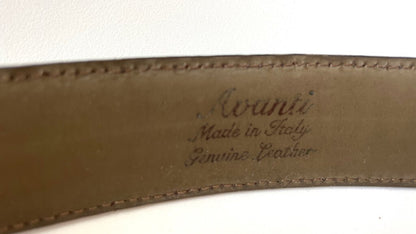 Avanti
Made in Italy
Genuine Leather